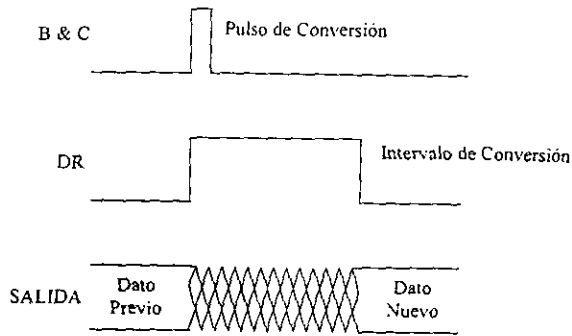 B & C
Pulso de Conversión
DR
Intervalo de Conversión
SALIDA
Dato
Previo
Dato
Nuevo